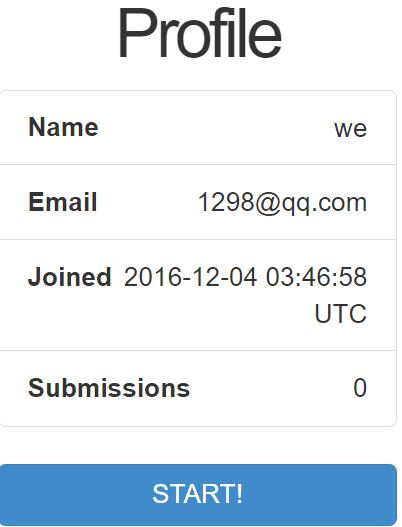 Profile
Name we
Email 1298@qq.com
Joined 2016-12-04 03:46:58
UTC
Submissions 0
START!